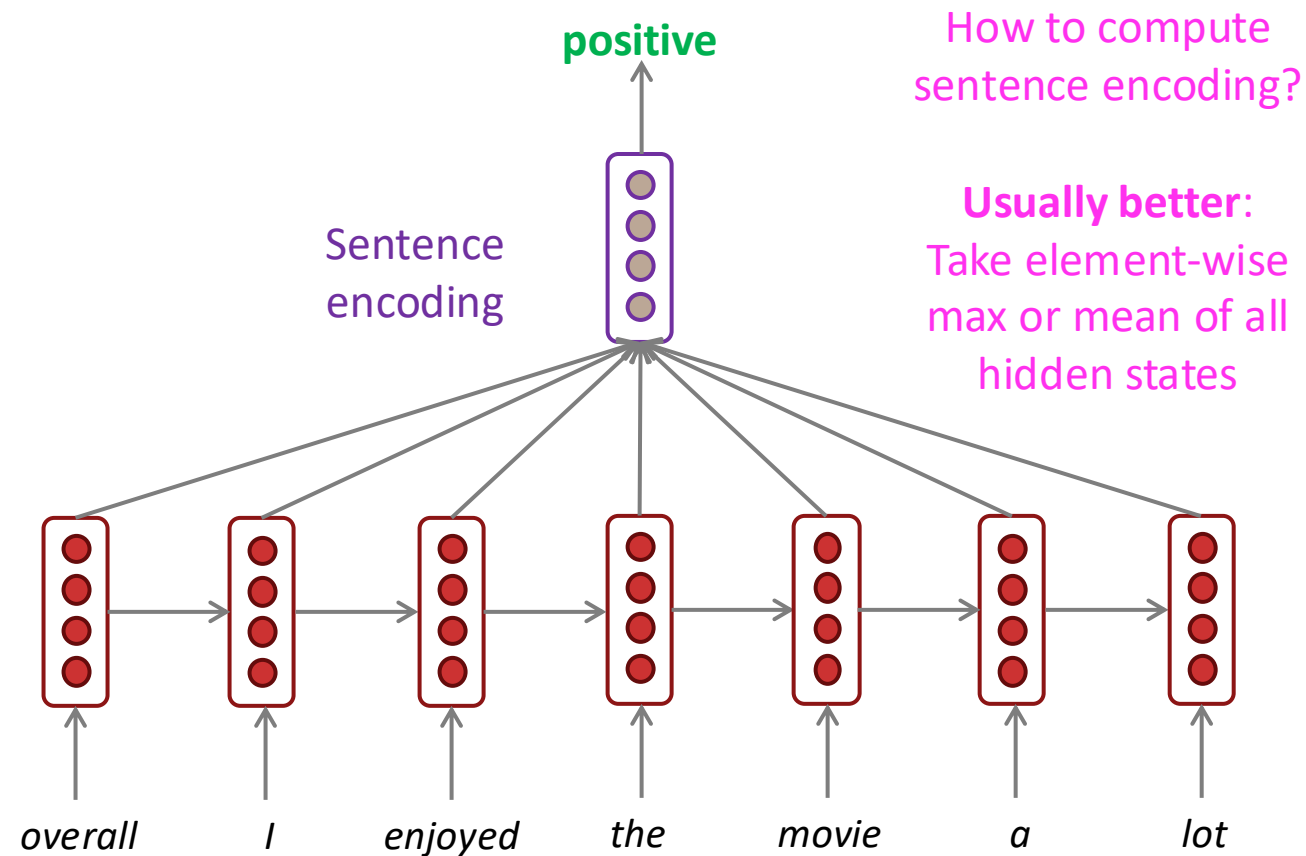 positive
How to compute
sentence encoding?
Usually better:
Take element-wise
max or mean of all
hidden states
Sentence
encoding
overall I enjoyed the movie a lot